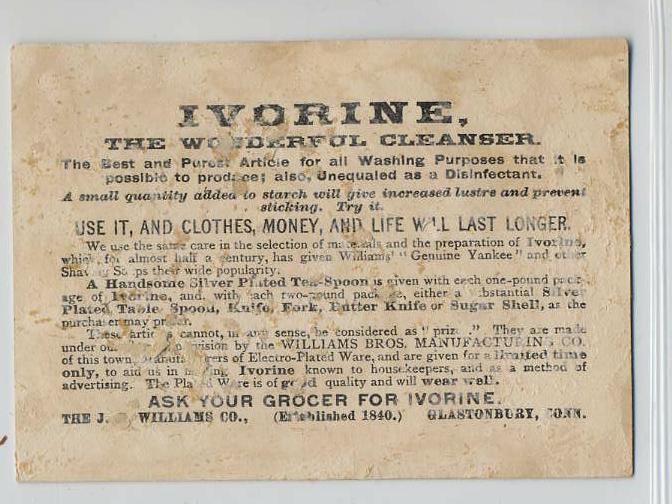 IVORINE,
THE WONDERFUL CLEANSER.
The Best and Purest Article for all Washing Purposes that it is
possible to produce; also, Unequaled as a Disinfectant.
A small quantity added to starch will give increased lustre and prevent
sticking. Try it.
USE IT, AND CLOTHES, MONEY, AND LIFE WILL LAST LONGER.
We use the same care in the selection of materials and the preparation of Ivorine,
which, for almost half a century, has given Williams' "Genuine Yankee" and other
Shaving Soaps their wide popularity.
A Handsome Silver Plated Tea-Spoon is given with each one-pound pack-
age of Ivorine, and, with each two-pound package, either a substantial Silver
Plated Table Spoon, Knife, Fork, Butter Knife or Sugar Shell, as the
purchaser may prefer.
These articles cannot, in any sense, be considered as "prizes." They are made
under our vision by the WILLIAMS BROS. MANUFACTURING CO.
of this town, Manufacturers of Electro-Plated Ware, and are given for a limited time
only, to aid us in making Ivorine known to housekeepers, and as a method of
advertising. The Plated Ware is of good quality and will wear well.
ASK YOUR GROCER FOR IVORINE.
THE J. WILLIAMS CO., (Established 1840.) GLASTONBURY, CONN.